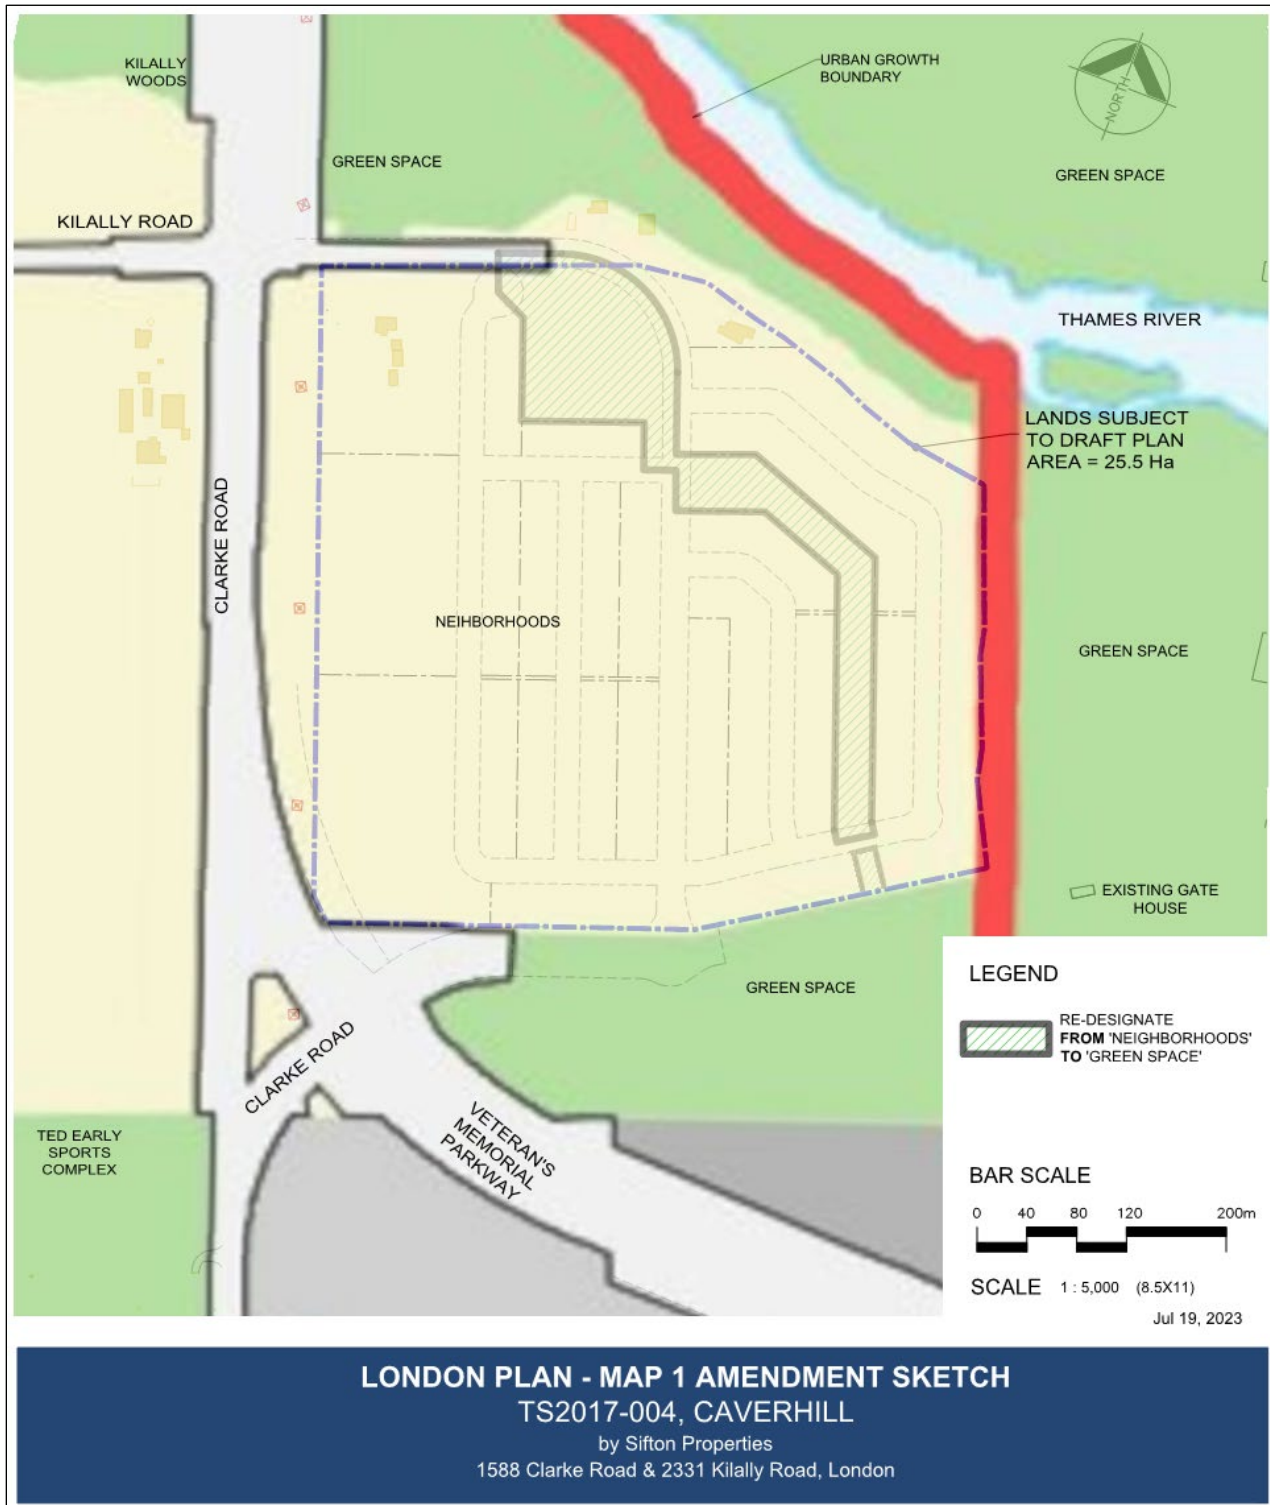 KILALLY
WOODS
URBAN GROWTH
BOUNDARY
NORTH
GREEN SPACE
GREEN SPACE
KILALLY ROAD
THAMES RIVER
LANDS SUBJECT
TO DRAFT PLAN
AREA = 25.5 Ha
CLARKE ROAD
NEIHBORHOODS
GREEN SPACE
EXISTING GATE
HOUSE
GREEN SPACE
CLARKE ROAD
VETERAN'S
MEMORIAL
PARKWAY
TED EARLY
SPORTS
COMPLEX
LEGEND
RE-DESIGNATE
FROM 'NEIGHBORHOODS'
TO 'GREEN SPACE'
BAR SCALE
0 40 80 120 200m
SCALE 1 : 5,000 (8.5X11)
Jul 19, 2023
LONDON PLAN - MAP 1 AMENDMENT SKETCH
TS2017-004, CAVERHILL
by Sifton Properties
1588 Clarke Road & 2331 Kilally Road, London